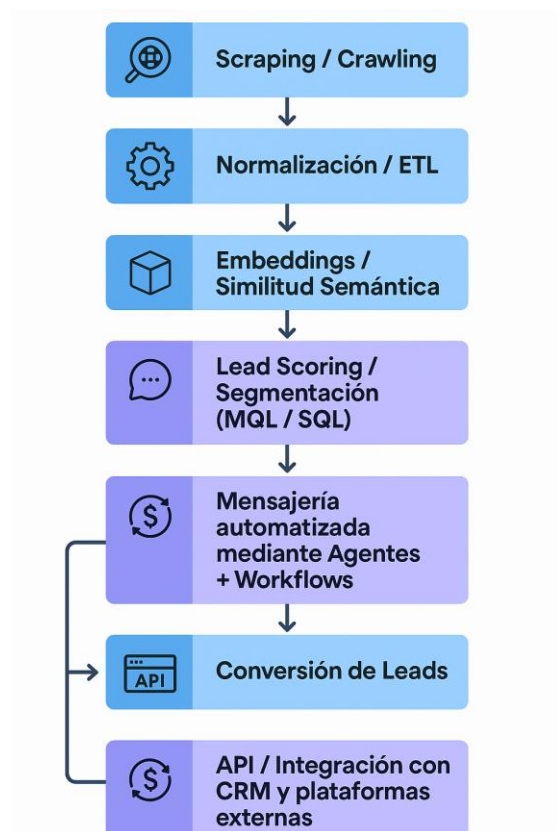 Scraping / Crawling
Normalización / ETL
Embeddings /
Similitud Semántica
Lead Scoring /
Segmentación
(MQL / SQL)
$
Mensajería
automatizada
mediante Agentes
+ Workflows
API
Conversión de Leads
$
API / Integración con
CRM y plataformas
externas